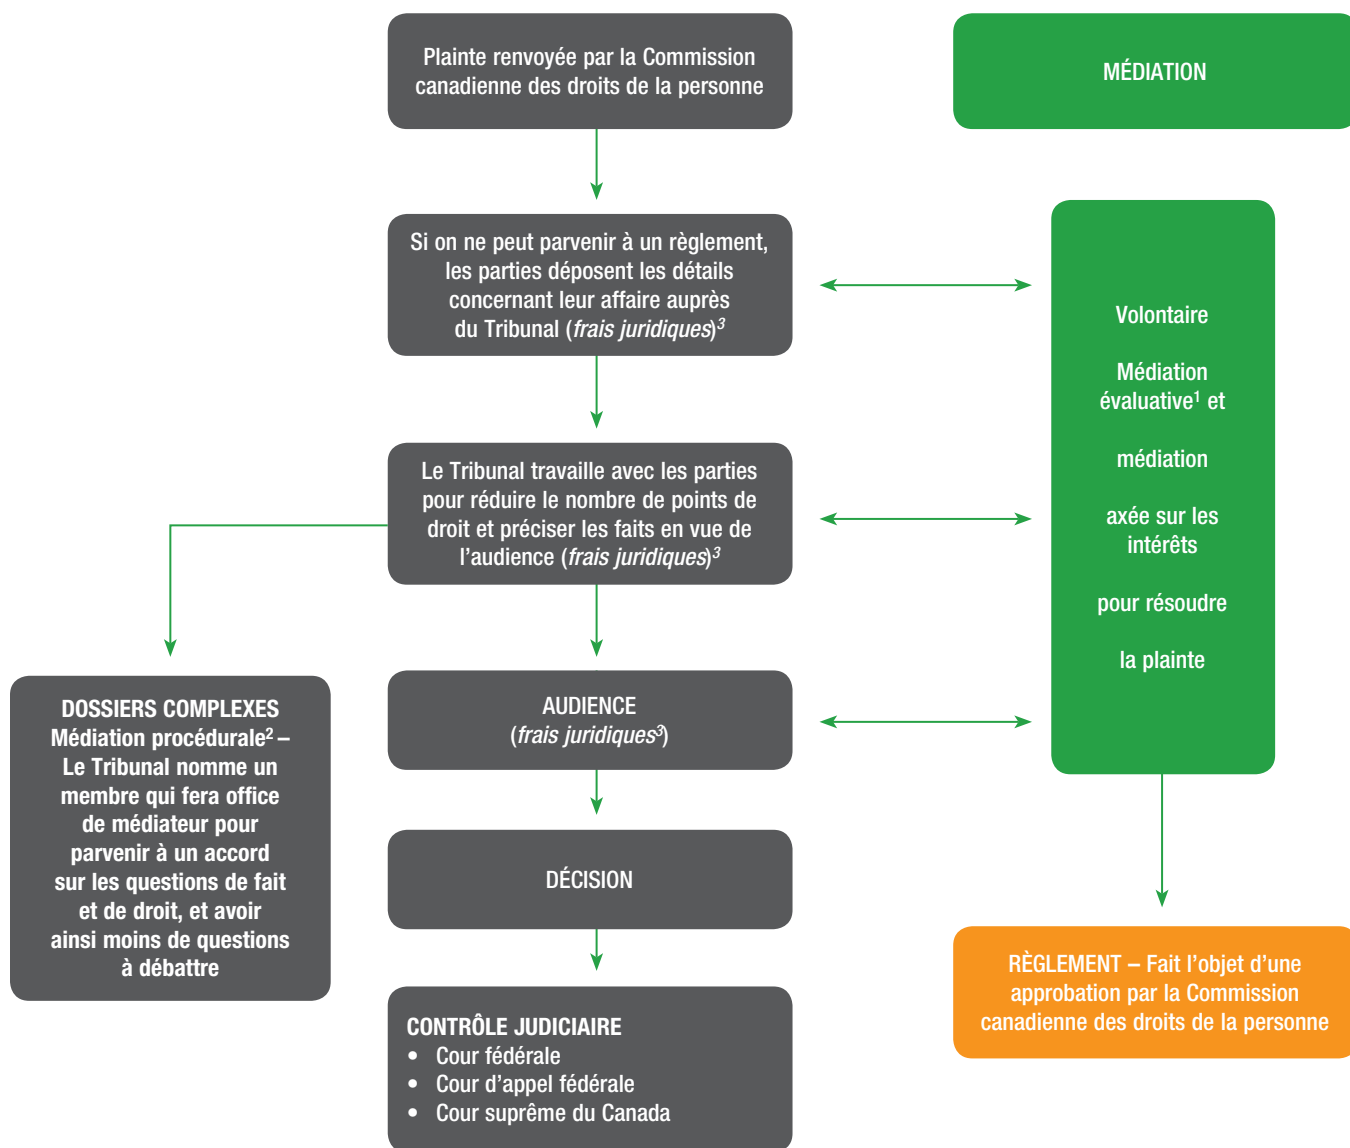 Plainte renvoyée par la Commission
canadienne des droits de la personne
MÉDIATION
Si on ne peut parvenir à un règlement,
les parties déposent les détails
concernant leur affaire auprès
du Tribunal (frais juridiques)³
Le Tribunal travaille avec les parties
pour réduire le nombre de points de
droit et préciser les faits en vue de
l’audience (frais juridiques)³
Volontaire
Médiation
évaluative¹ et
médiation
axée sur les
intérêts
pour résoudre
la plainte
DOSSIERS COMPLEXES
Médiation procédurale² –
Le Tribunal nomme un
membre qui fera office
de médiateur pour
parvenir à un accord
sur les questions de fait
et de droit, et avoir
ainsi moins de questions
à débattre
AUDIENCE
(frais juridiques³)
DÉCISION
RÈGLEMENT – Fait l’objet d’une
approbation par la Commission
canadienne des droits de la personne
CONTRÔLE JUDICIAIRE
• Cour fédérale
• Cour d’appel fédérale
• Cour suprême du Canada